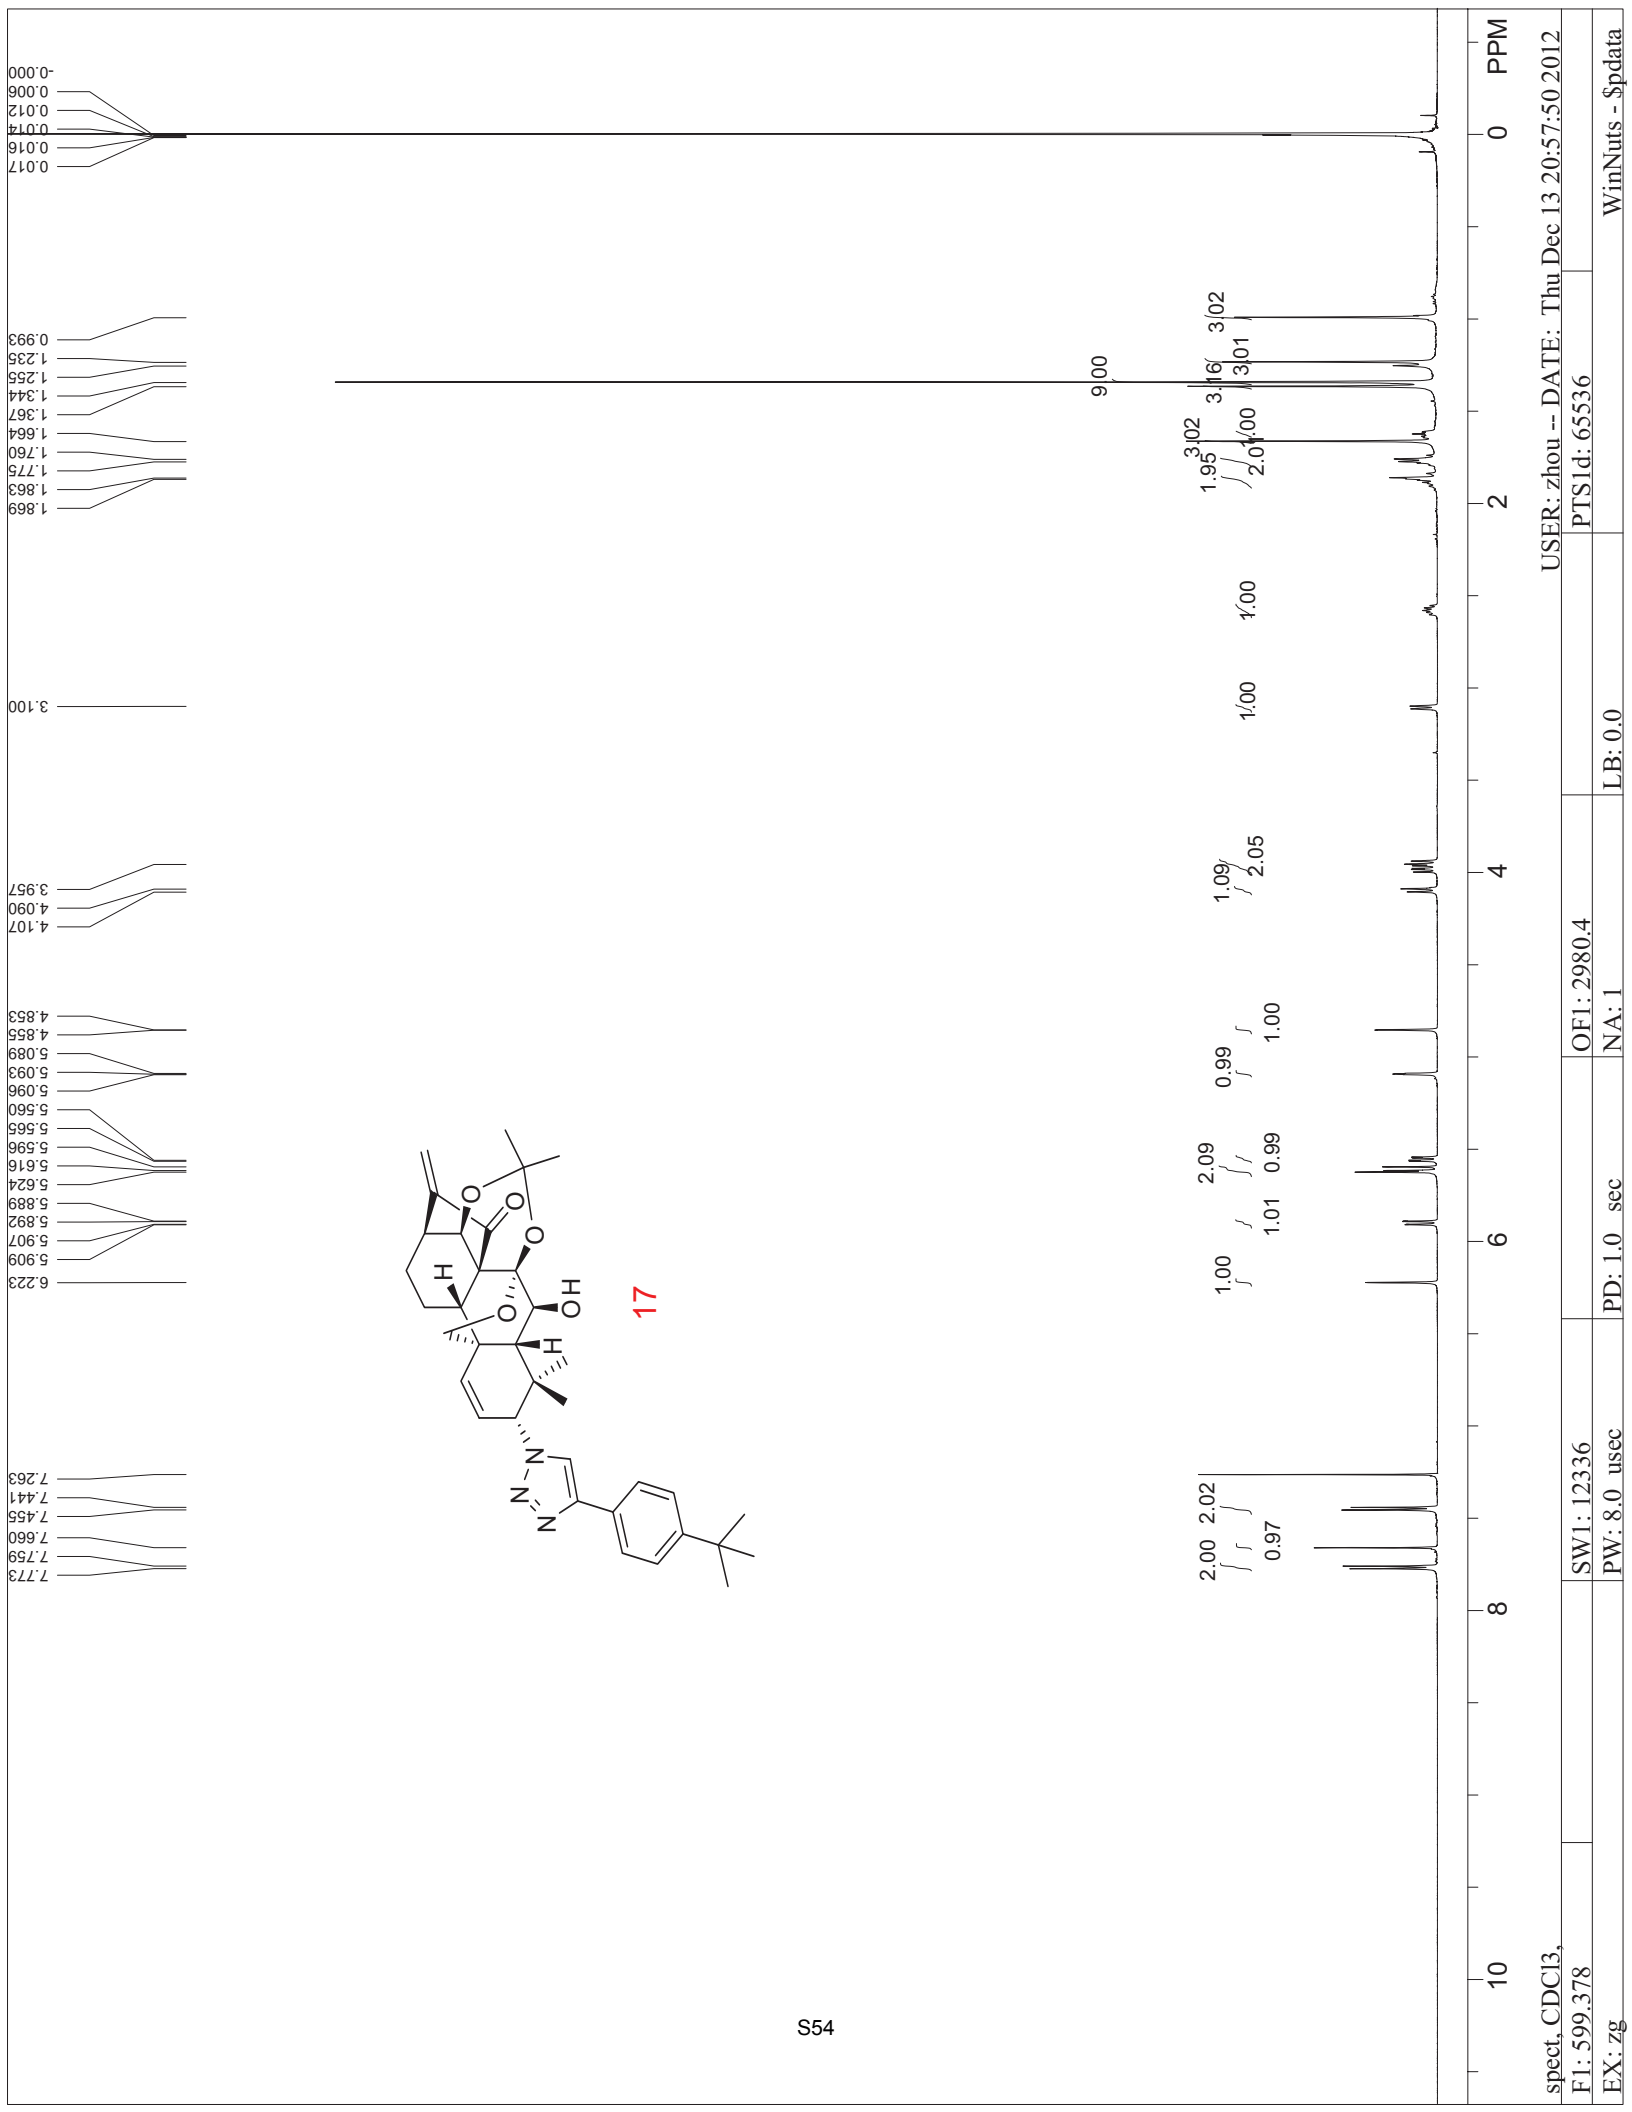 -0.000
0.006
0.012
0.014
0.016
0.017
0.993
1.235
1.255
1.344
1.367
1.664
1.760
1.775
1.863
1.869
3.100
3.957
4.090
4.107
4.853
4.855
5.089
5.093
5.096
5.560
5.565
5.596
5.616
5.624
5.889
5.892
5.907
5.909
6.223
7.263
7.441
7.455
7.660
7.759
7.773
O
O
O
H
O
OH
H
17
N
N
N
3.02
3.01
9.00
3.16
1.00
3.02
2.01
1.95
1.00
1.00
2.05
1.09
1.00
0.99
0.99
2.09
1.01
1.00
2.02
0.97
2.00
PPM
0
2
4
6
8
10
USER: zhou -- DATE: Thu Dec 13 20:57:50 2012
spect, CDCl3,
F1: 599.378
SW1: 12336
OF1: 2980.4
PTS1d: 65536
EX: zg
PW: 8.0 usec
PD: 1.0 sec
NA: 1
LB: 0.0
WinNuts - $pdata
S54